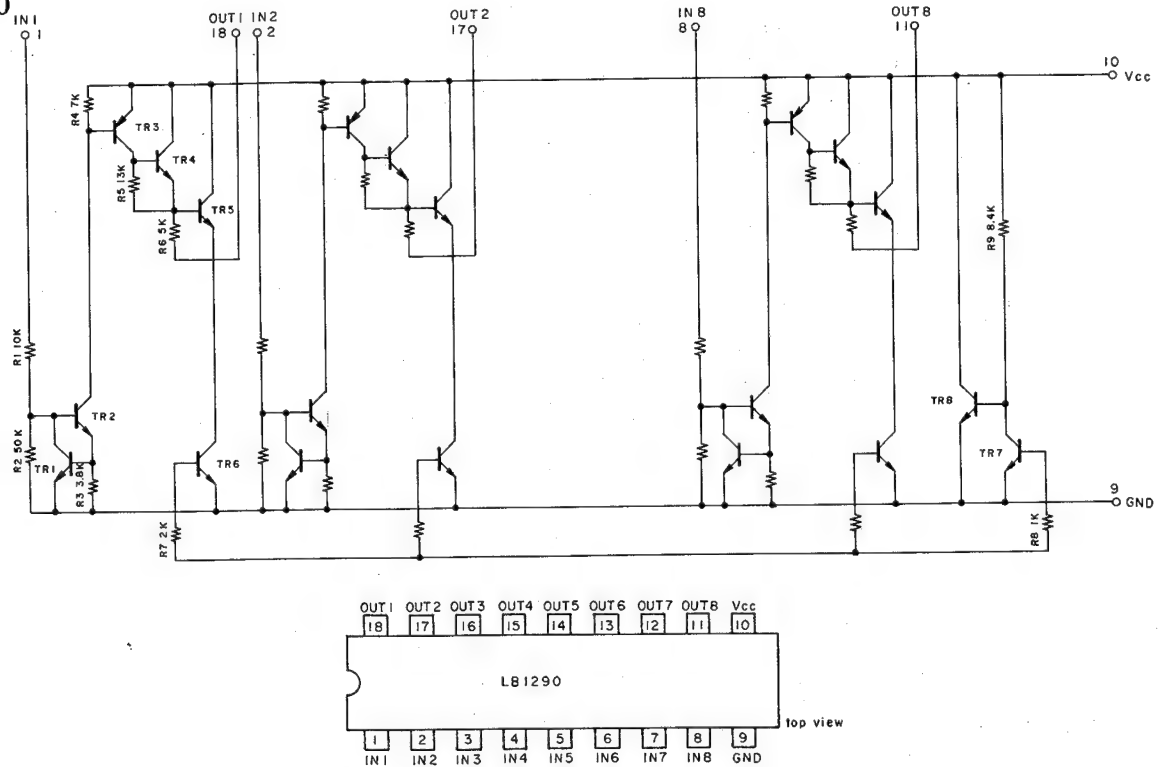 IN1
1
OUT1
18
IN2
2
OUT2
17
IN8
8
OUT8
11
10
Vcc
R4 7K
TR3
TR4
R5 13K
TR5
R6 5K
R9 8.4K
R1 10K
TR2
R2 50K
TR1
R3 3.8K
TR6
TR8
TR7
9
GND
R7 2K
R8 1K
OUT1 OUT2 OUT3 OUT4 OUT5 OUT6 OUT7 OUT8 Vcc
18 17 16 15 14 13 12 11 10
LB1290
top view
1 2 3 4 5 6 7 8 9
IN1 IN2 IN3 IN4 IN5 IN6 IN7 IN8 GND